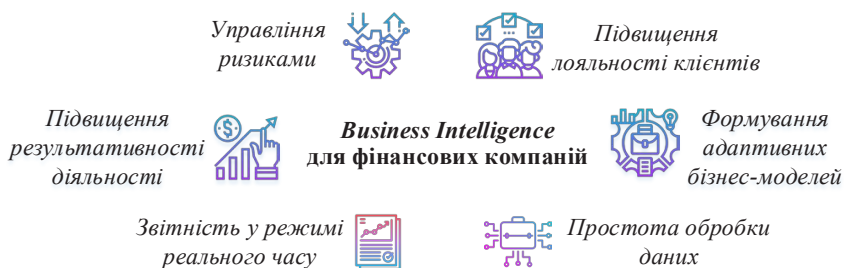 Управління
ризиками
Підвищення
лояльності клієнтів
Підвищення
результативності
діяльності
Business Intelligence
для фінансових компаній
Формування
адаптивних
бізнес-моделей
Звітність у режимі
реального часу
Простота обробки
даних